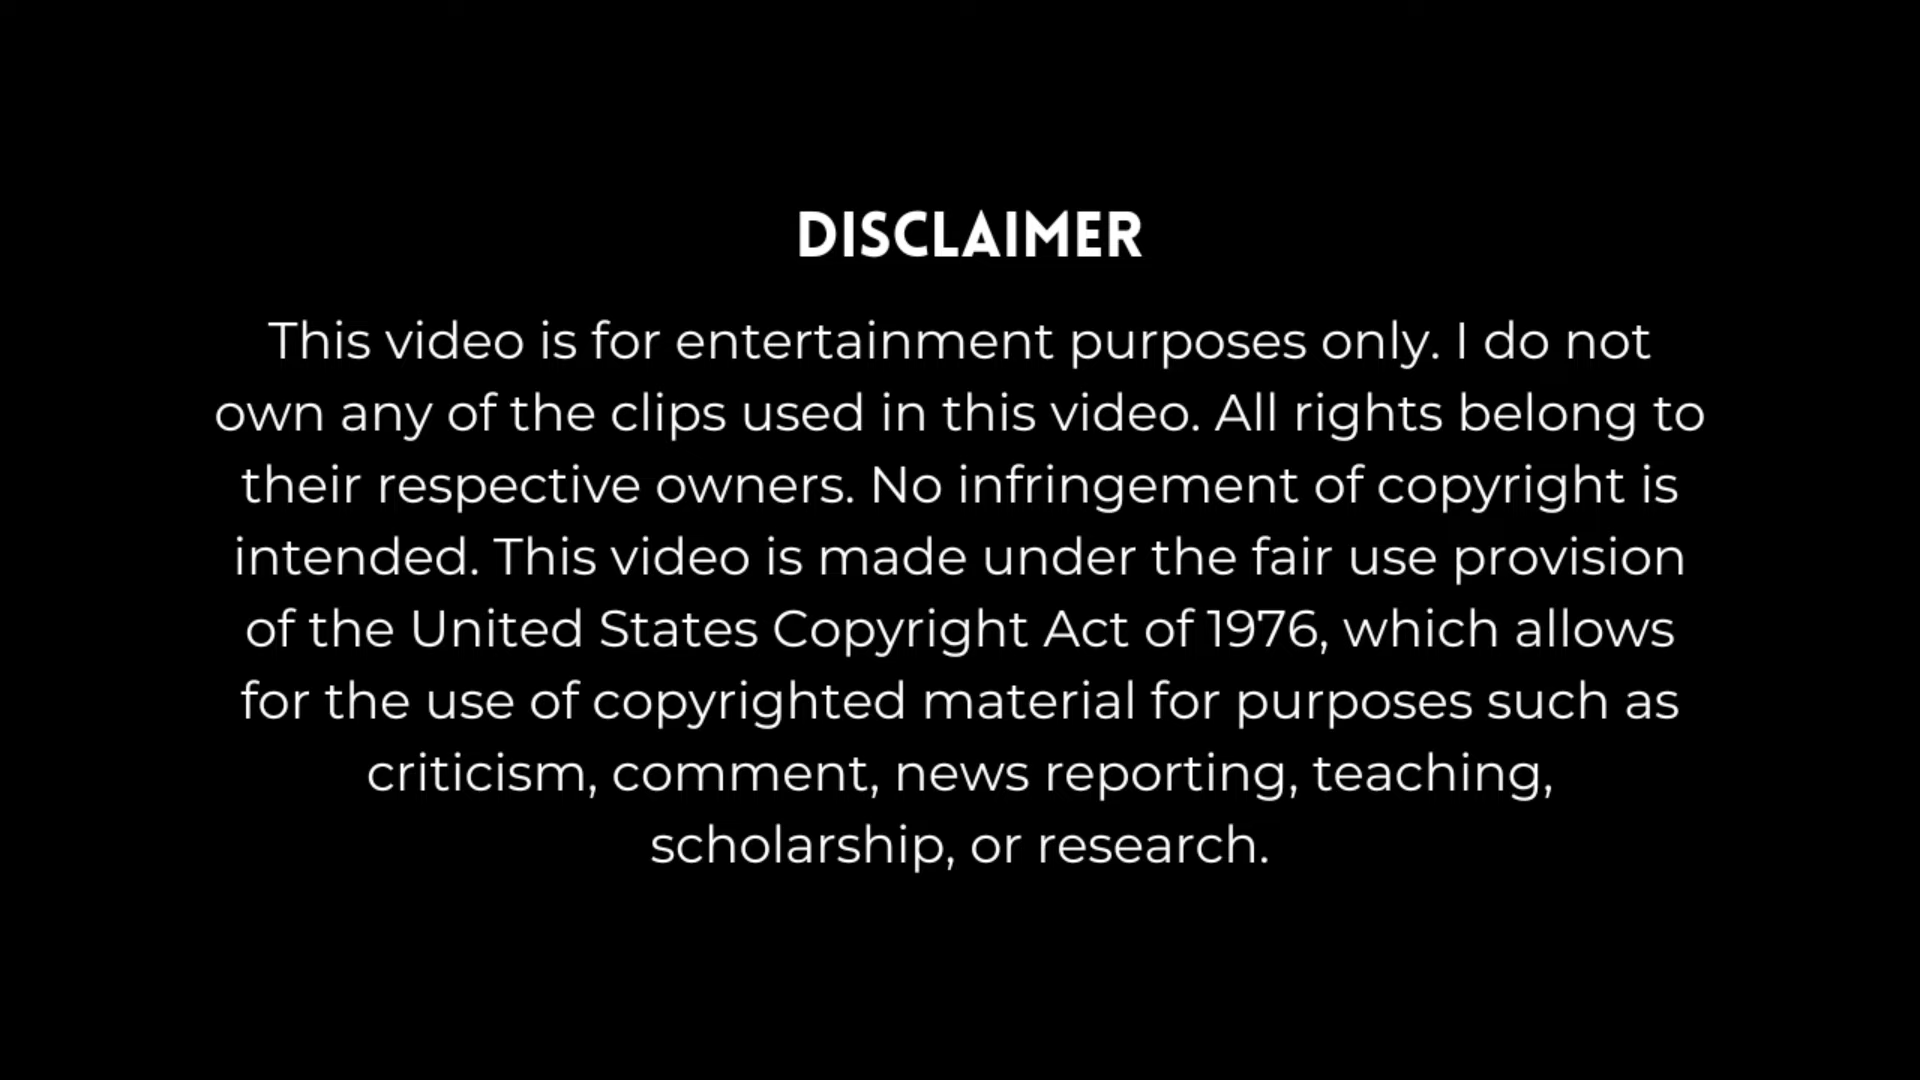 DISCLAIMER
This video is for entertainment purposes only. I do not
own any of the clips used in this video. All rights belong to
their respective owners. No infringement of copyright is
intended. This video is made under the fair use provision
of the United States Copyright Act of 1976, which allows
for the use of copyrighted material for purposes such as
criticism, comment, news reporting, teaching,
scholarship, or research.